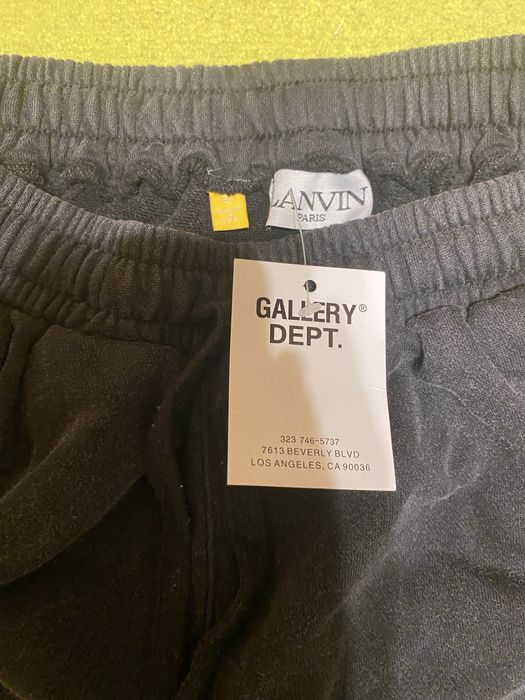 LANVIN
PARIS
GALLERY®
DEPT.
323 746-5737
7613 BEVERLY BLVD
LOS ANGELES, CA 90036